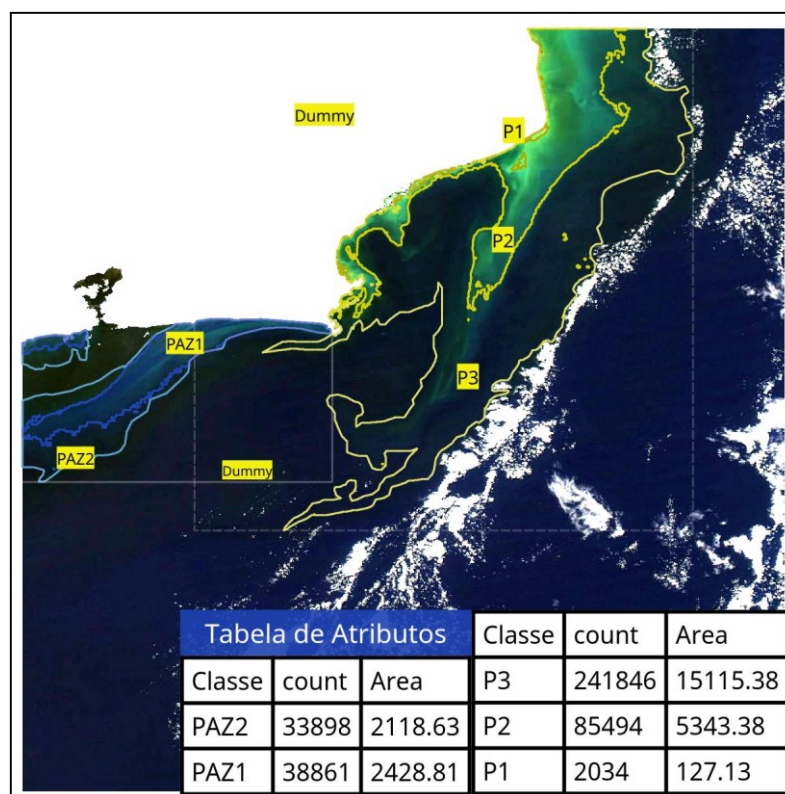 Dummy
P1
P2
PAZ1
P3
PAZ2
Dummy
Tabela de Atributos
Classe count Area
PAZ2 33898 2118.63
PAZ1 38861 2428.81
Classe count Area
P3 241846 15115.38
P2 85494 5343.38
P1 2034 127.13